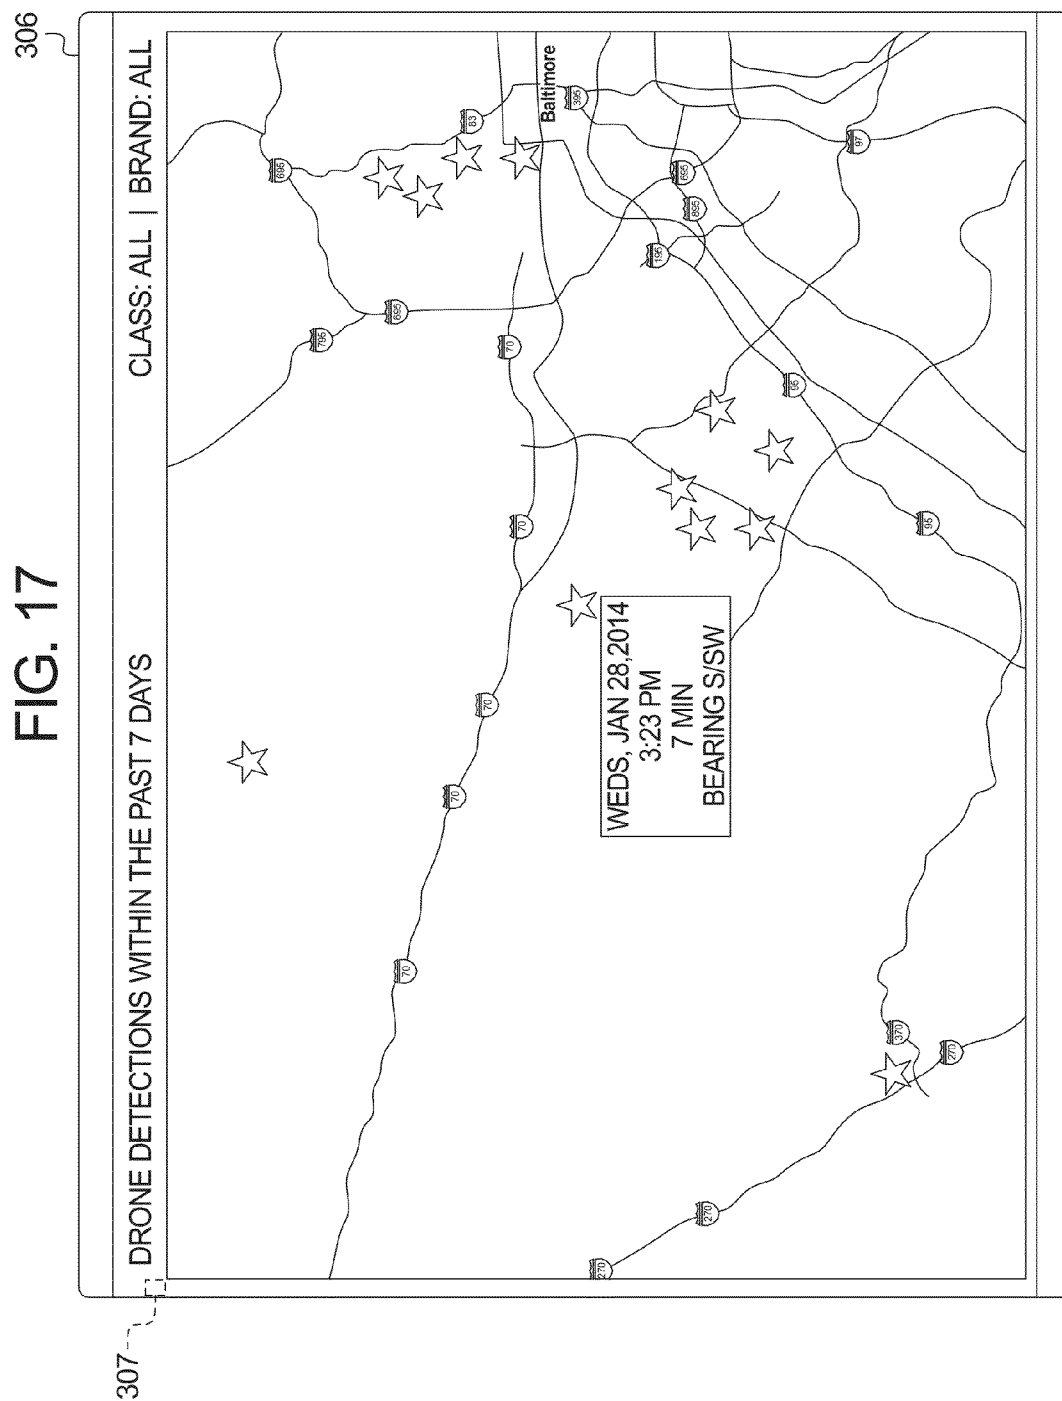 FIG. 17
306
307
DRONE DETECTIONS WITHIN THE PAST 7 DAYS
CLASS: ALL | BRAND: ALL
695
795
83
695
Baltimore
70
70
70
70
70
395
695
895
195
97
95
95
WEDS, JAN 28,2014
3:23 PM
7 MIN
BEARING S/SW
270
270
370
270